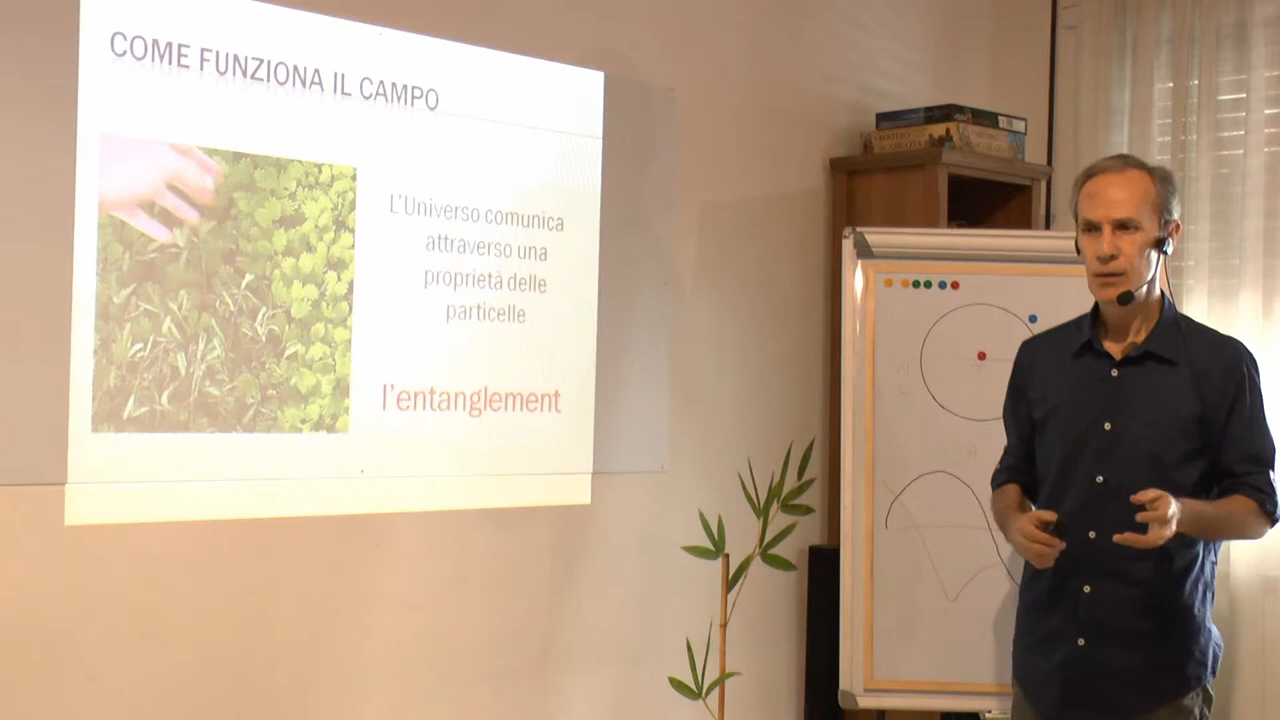 COME FUNZIONA IL CAMPO
L'Universo comunica
attraverso una
proprietà delle
particelle
l'entanglement